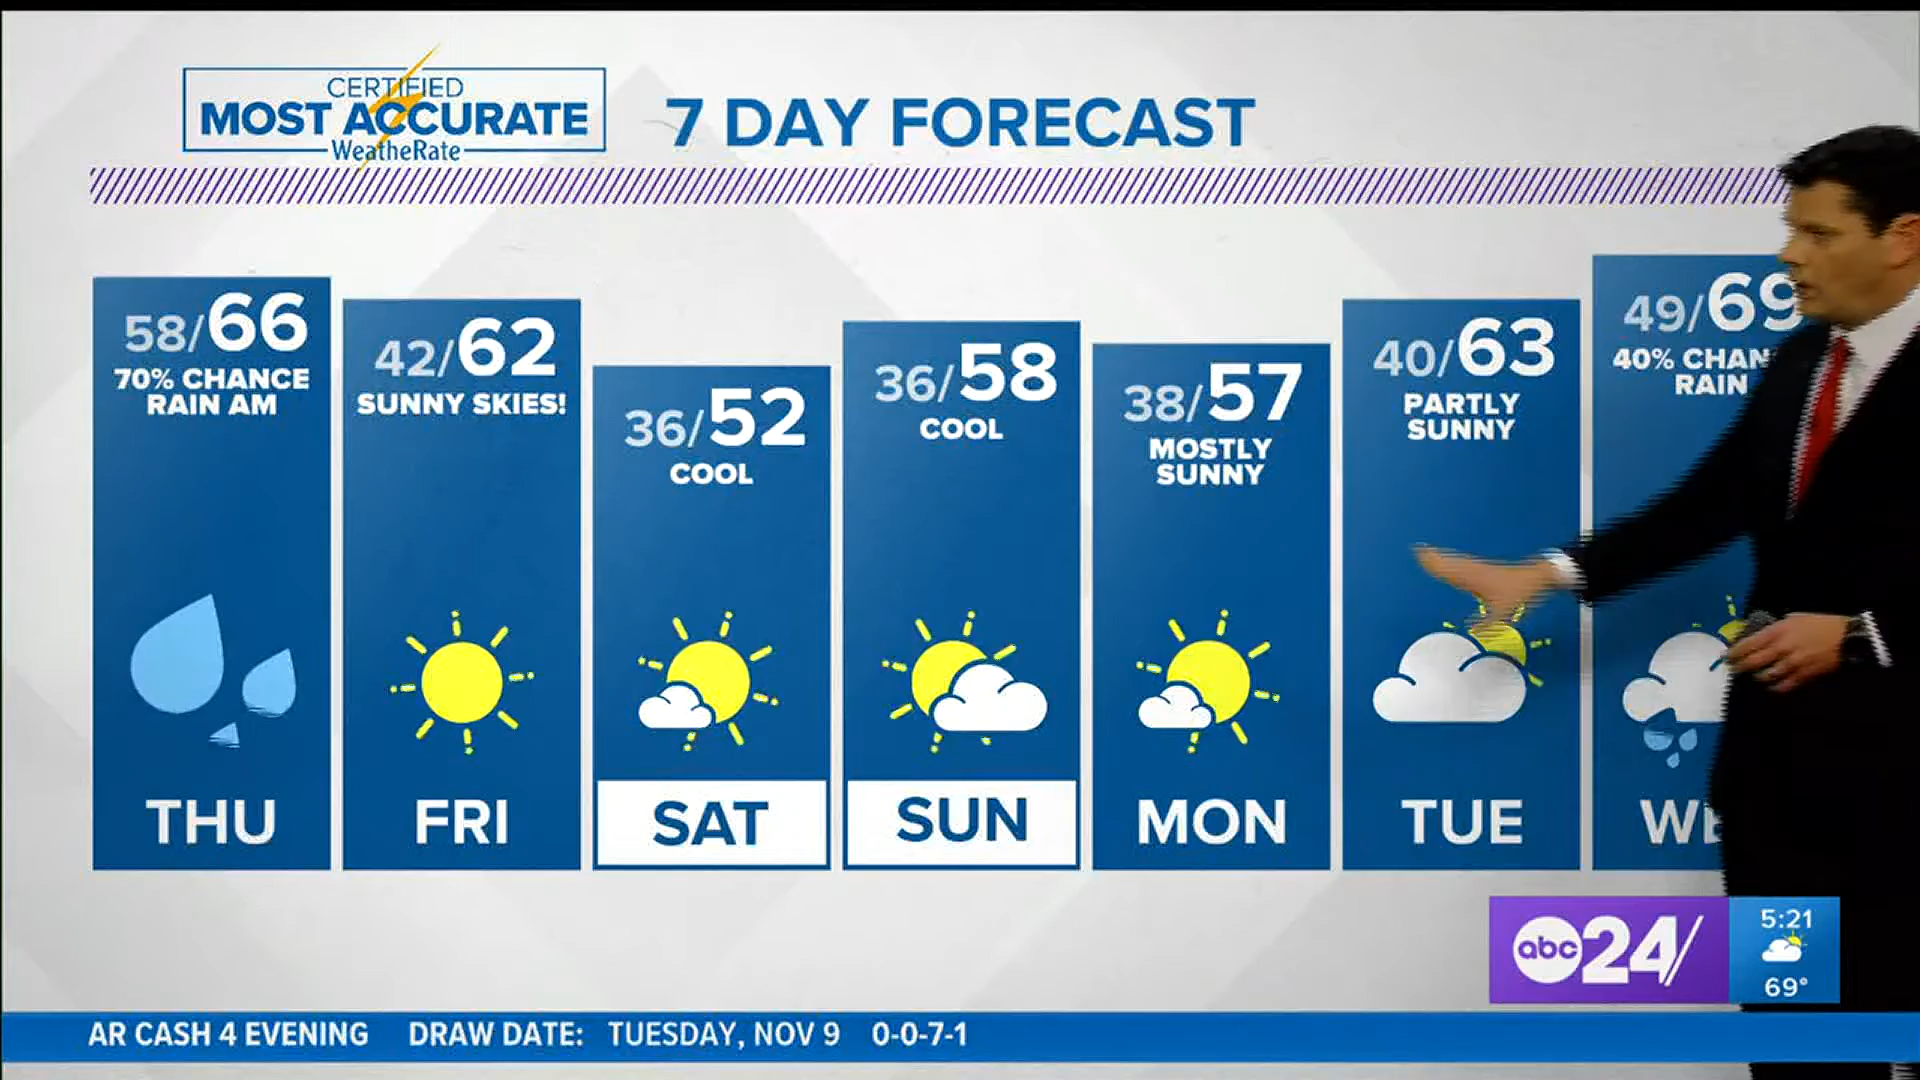 CERTIFIED
MOST ACCURATE
WeatheRate
7 DAY FORECAST
58/66
70% CHANCE
RAIN AM
THU
42/62
SUNNY SKIES!
FRI
36/52
COOL
SAT
36/58
COOL
SUN
38/57
MOSTLY
SUNNY
MON
40/63
PARTLY
SUNNY
TUE
49/69
40%
RAIN
abc24/
5:21
69°
AR CASH 4 EVENING DRAW DATE: TUESDAY, NOV 9 0-0-7-1